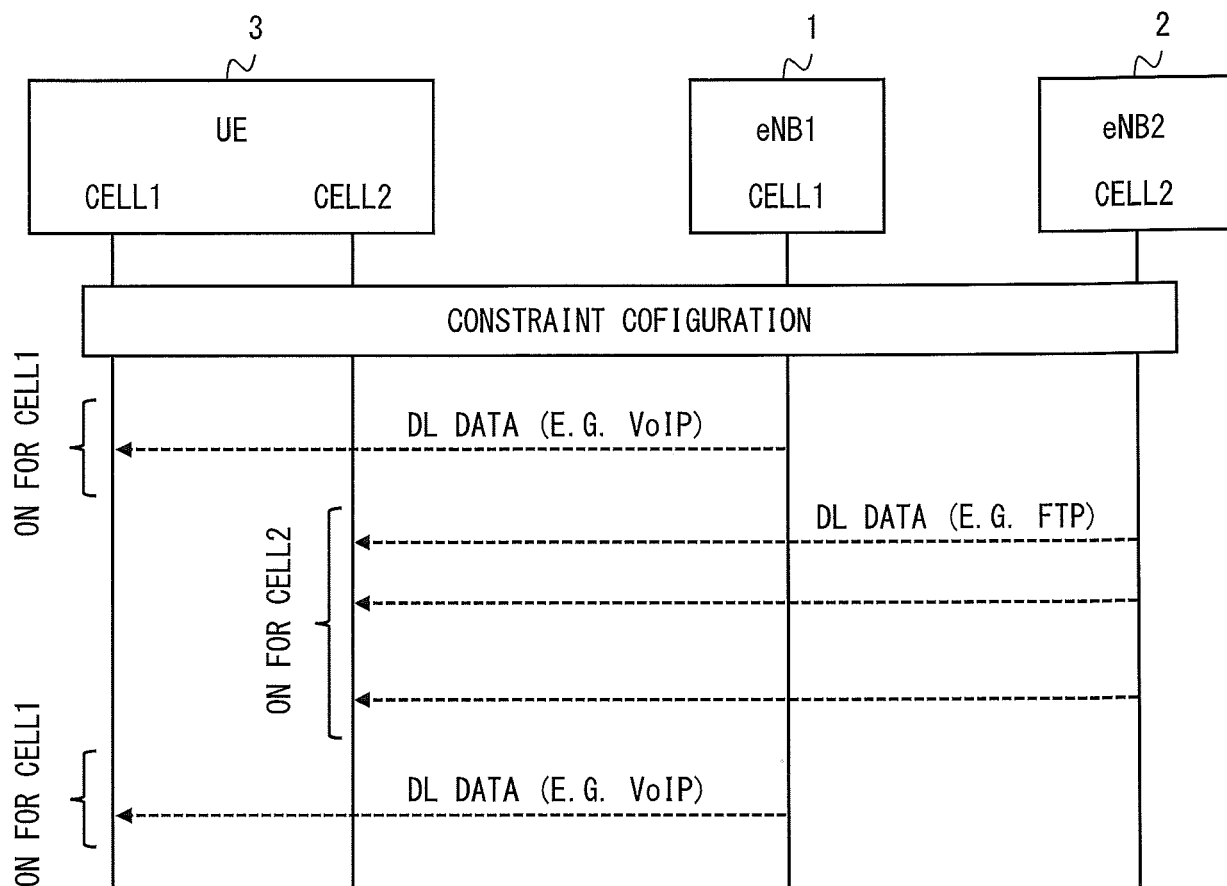 3
1
2
UE
CELL1
CELL2
eNB1
CELL1
eNB2
CELL2
CONSTRAINT COFIGURATION
ON FOR CELL1
DL DATA (E.G. VoIP)
DL DATA (E.G. FTP)
ON FOR CELL2
ON FOR CELL1
DL DATA (E.G. VoIP)